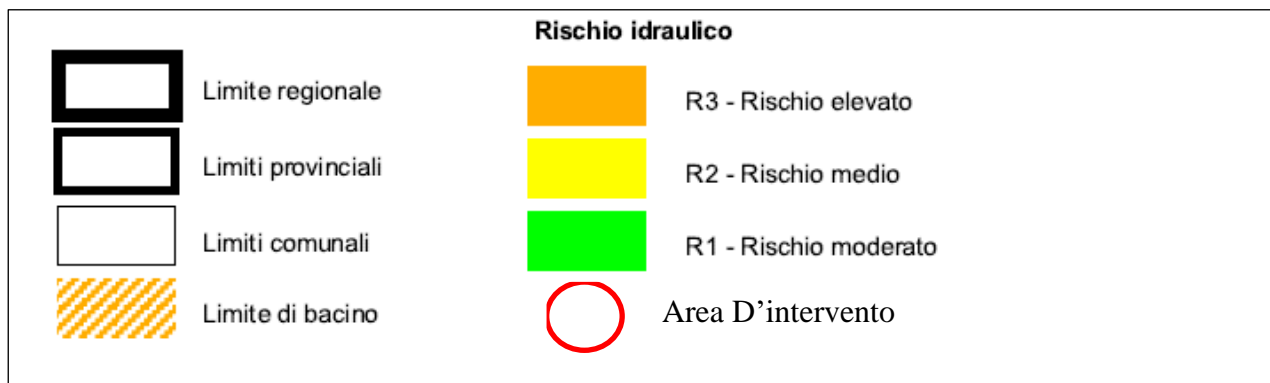 Rischio idraulico
Limite regionale
Limiti provinciali
Limiti comunali
Limite di bacino
R3 - Rischio elevato
R2 - Rischio medio
R1 - Rischio moderato
Area D’intervento